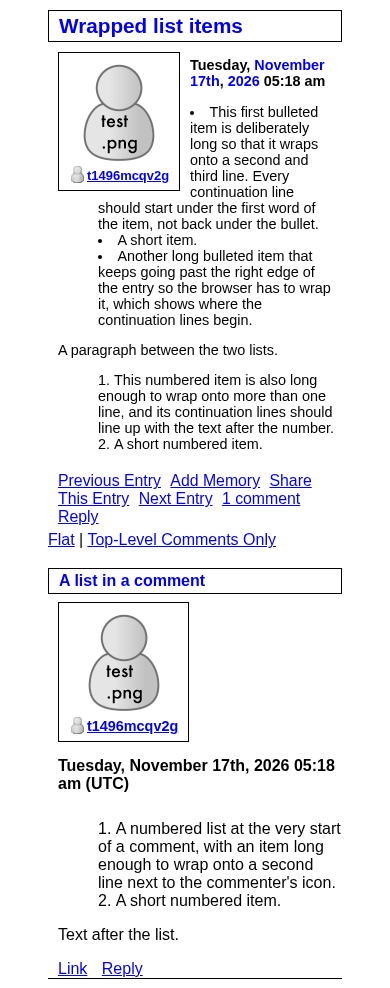 Wrapped list items
test
.png
t1496mcqv2g
Tuesday, November
17th, 2026 05:18 am
• This first bulleted
item is deliberately
long so that it wraps
onto a second and
third line. Every
continuation line
should start under the first word of
the item, not back under the bullet.
• A short item.
• Another long bulleted item that
keeps going past the right edge of
the entry so the browser has to wrap
it, which shows where the
continuation lines begin.
A paragraph between the two lists.
1. This numbered item is also long
enough to wrap onto more than one
line, and its continuation lines should
line up with the text after the number.
2. A short numbered item.
Previous Entry Add Memory Share
This Entry Next Entry 1 comment
Reply
Flat | Top-Level Comments Only
A list in a comment
test
.png
t1496mcqv2g
Tuesday, November 17th, 2026 05:18
am (UTC)
1. A numbered list at the very start
of a comment, with an item long
enough to wrap onto a second
line next to the commenter's icon.
2. A short numbered item.
Text after the list.
Link Reply